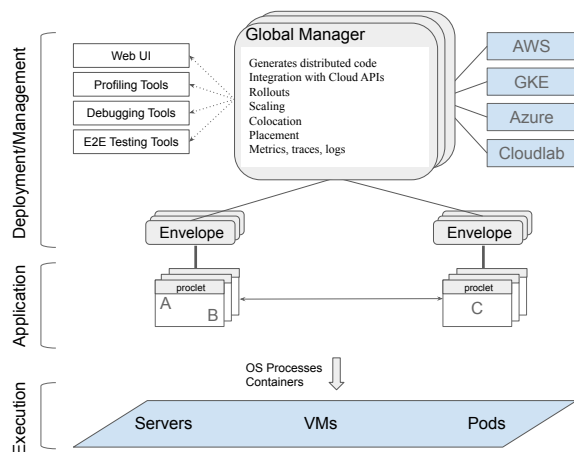 Deployment/Management
Web UI
Profiling Tools
Debugging Tools
E2E Testing Tools
Global Manager
Generates distributed code
Integration with Cloud APIs
Rollouts
Scaling
Colocation
Placement
Metrics, traces, logs
AWS
GKE
Azure
Cloudlab
Envelope
Envelope
Application
proclet
A
B
proclet
C
OS Processes
Containers
Execution
Servers
VMs
Pods